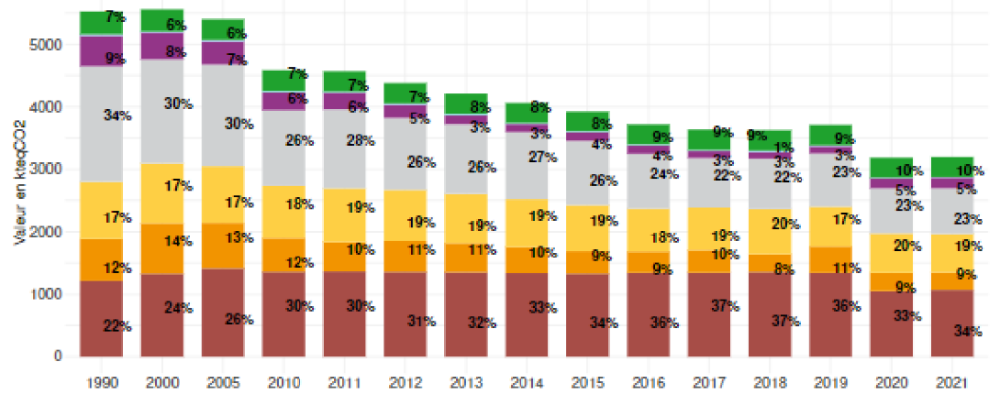 Valeur en kteqCO2
5000
4000
3000
2000
1000
0
7% 6% 6% 7% 7% 7% 8% 8% 8% 9% 9% 9% 9% 10% 10%
9% 8% 7% 6% 6% 5% 3% 3% 4% 4% 3% 1% 3% 3% 5% 5%
34% 30% 30% 26% 28% 26% 26% 27% 26% 24% 22% 22% 23% 23% 23%
17% 17% 17% 18% 19% 19% 19% 19% 19% 18% 19% 20% 17% 20% 19%
12% 14% 13% 12% 10% 11% 11% 10% 9% 9% 10% 8% 11% 9% 9%
22% 24% 26% 30% 30% 31% 32% 33% 34% 36% 37% 37% 36% 33% 34%
1990 2000 2005 2010 2011 2012 2013 2014 2015 2016 2017 2018 2019 2020 2021